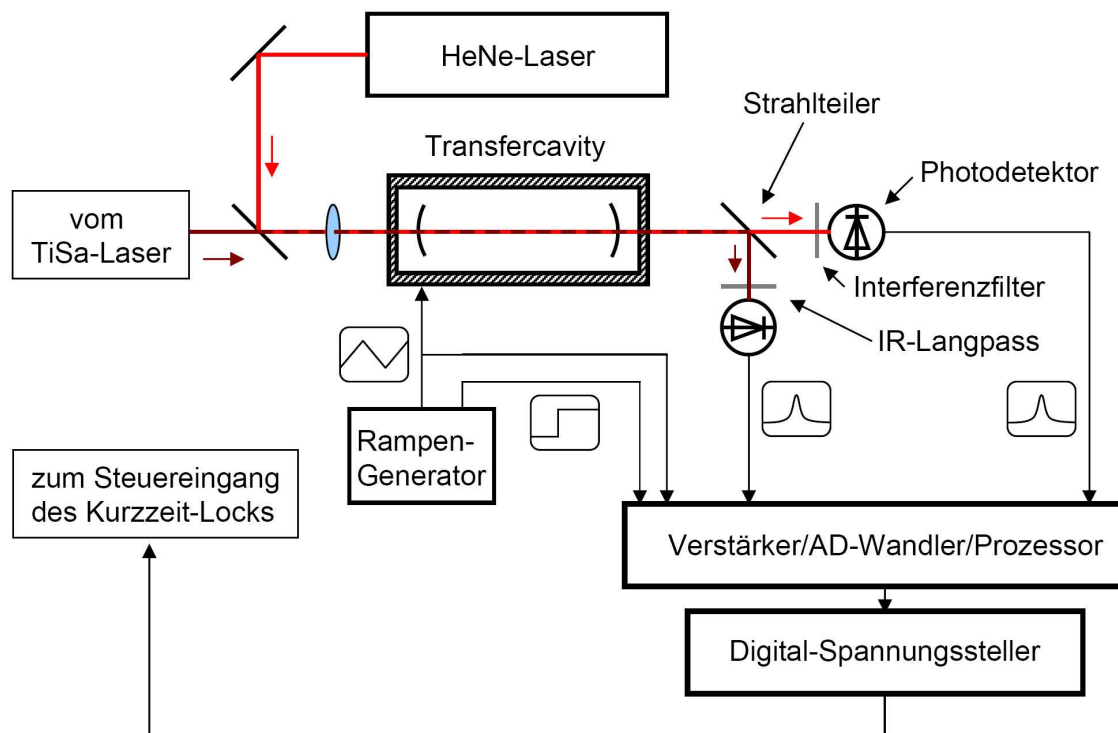 HeNe-Laser
Strahlteiler
Transfercavity
Photodetektor
vom
TiSa-Laser
Interferenzfilter
IR-Langpass
Rampen-
Generator
zum Steuereingang
des Kurzzeit-Locks
Verstärker/AD-Wandler/Prozessor
Digital-Spannungssteller